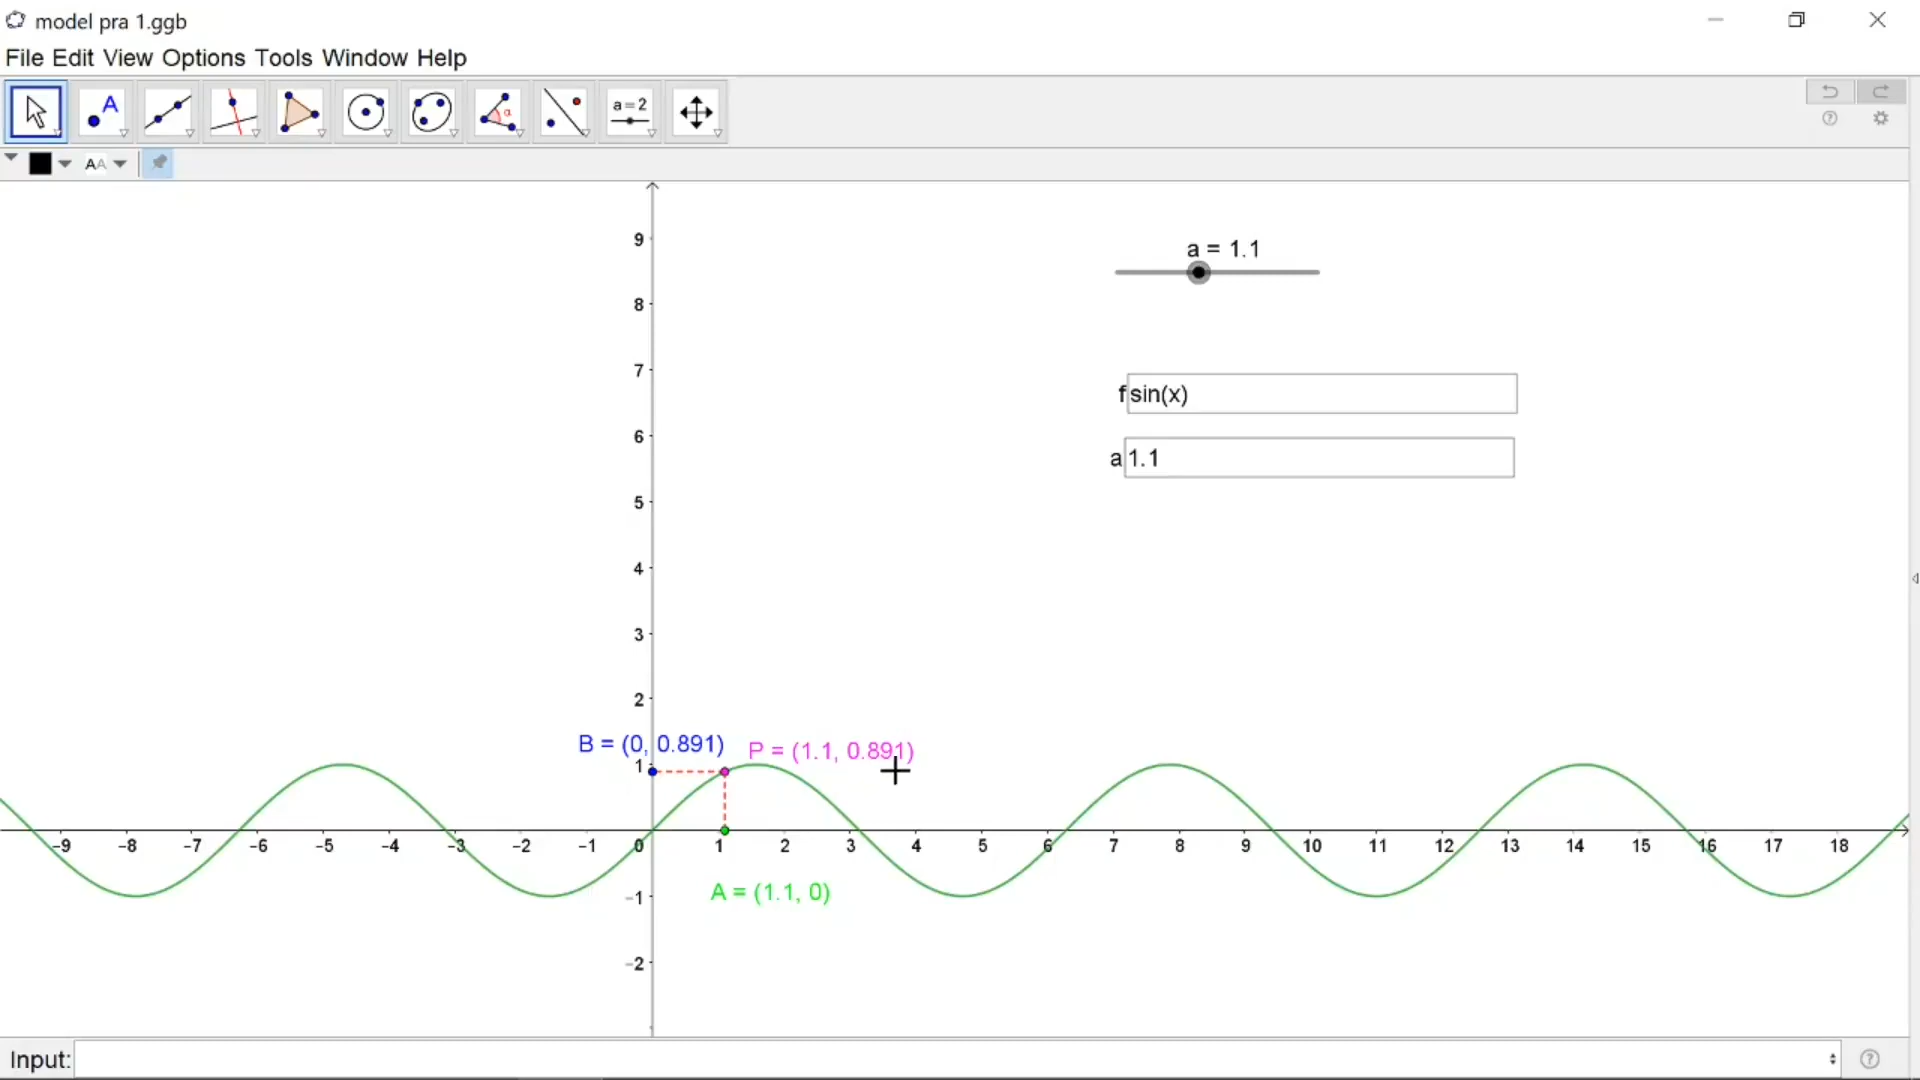 model pra 1.ggb
File Edit View Options Tools Window Help
A
α
a=2
AA
9
8
7
6
5
4
3
2
1
-1
-2
a = 1.1
f sin(x)
a 1.1
B = (0, 0.891)
P = (1.1, 0.891)
-9 -8 -7 -6 -5 -4 -3 -2 -1 0 1 2 3 4 5 6 7 8 9 10 11 12 13 14 15 16 17 18
A = (1.1, 0)
Input: